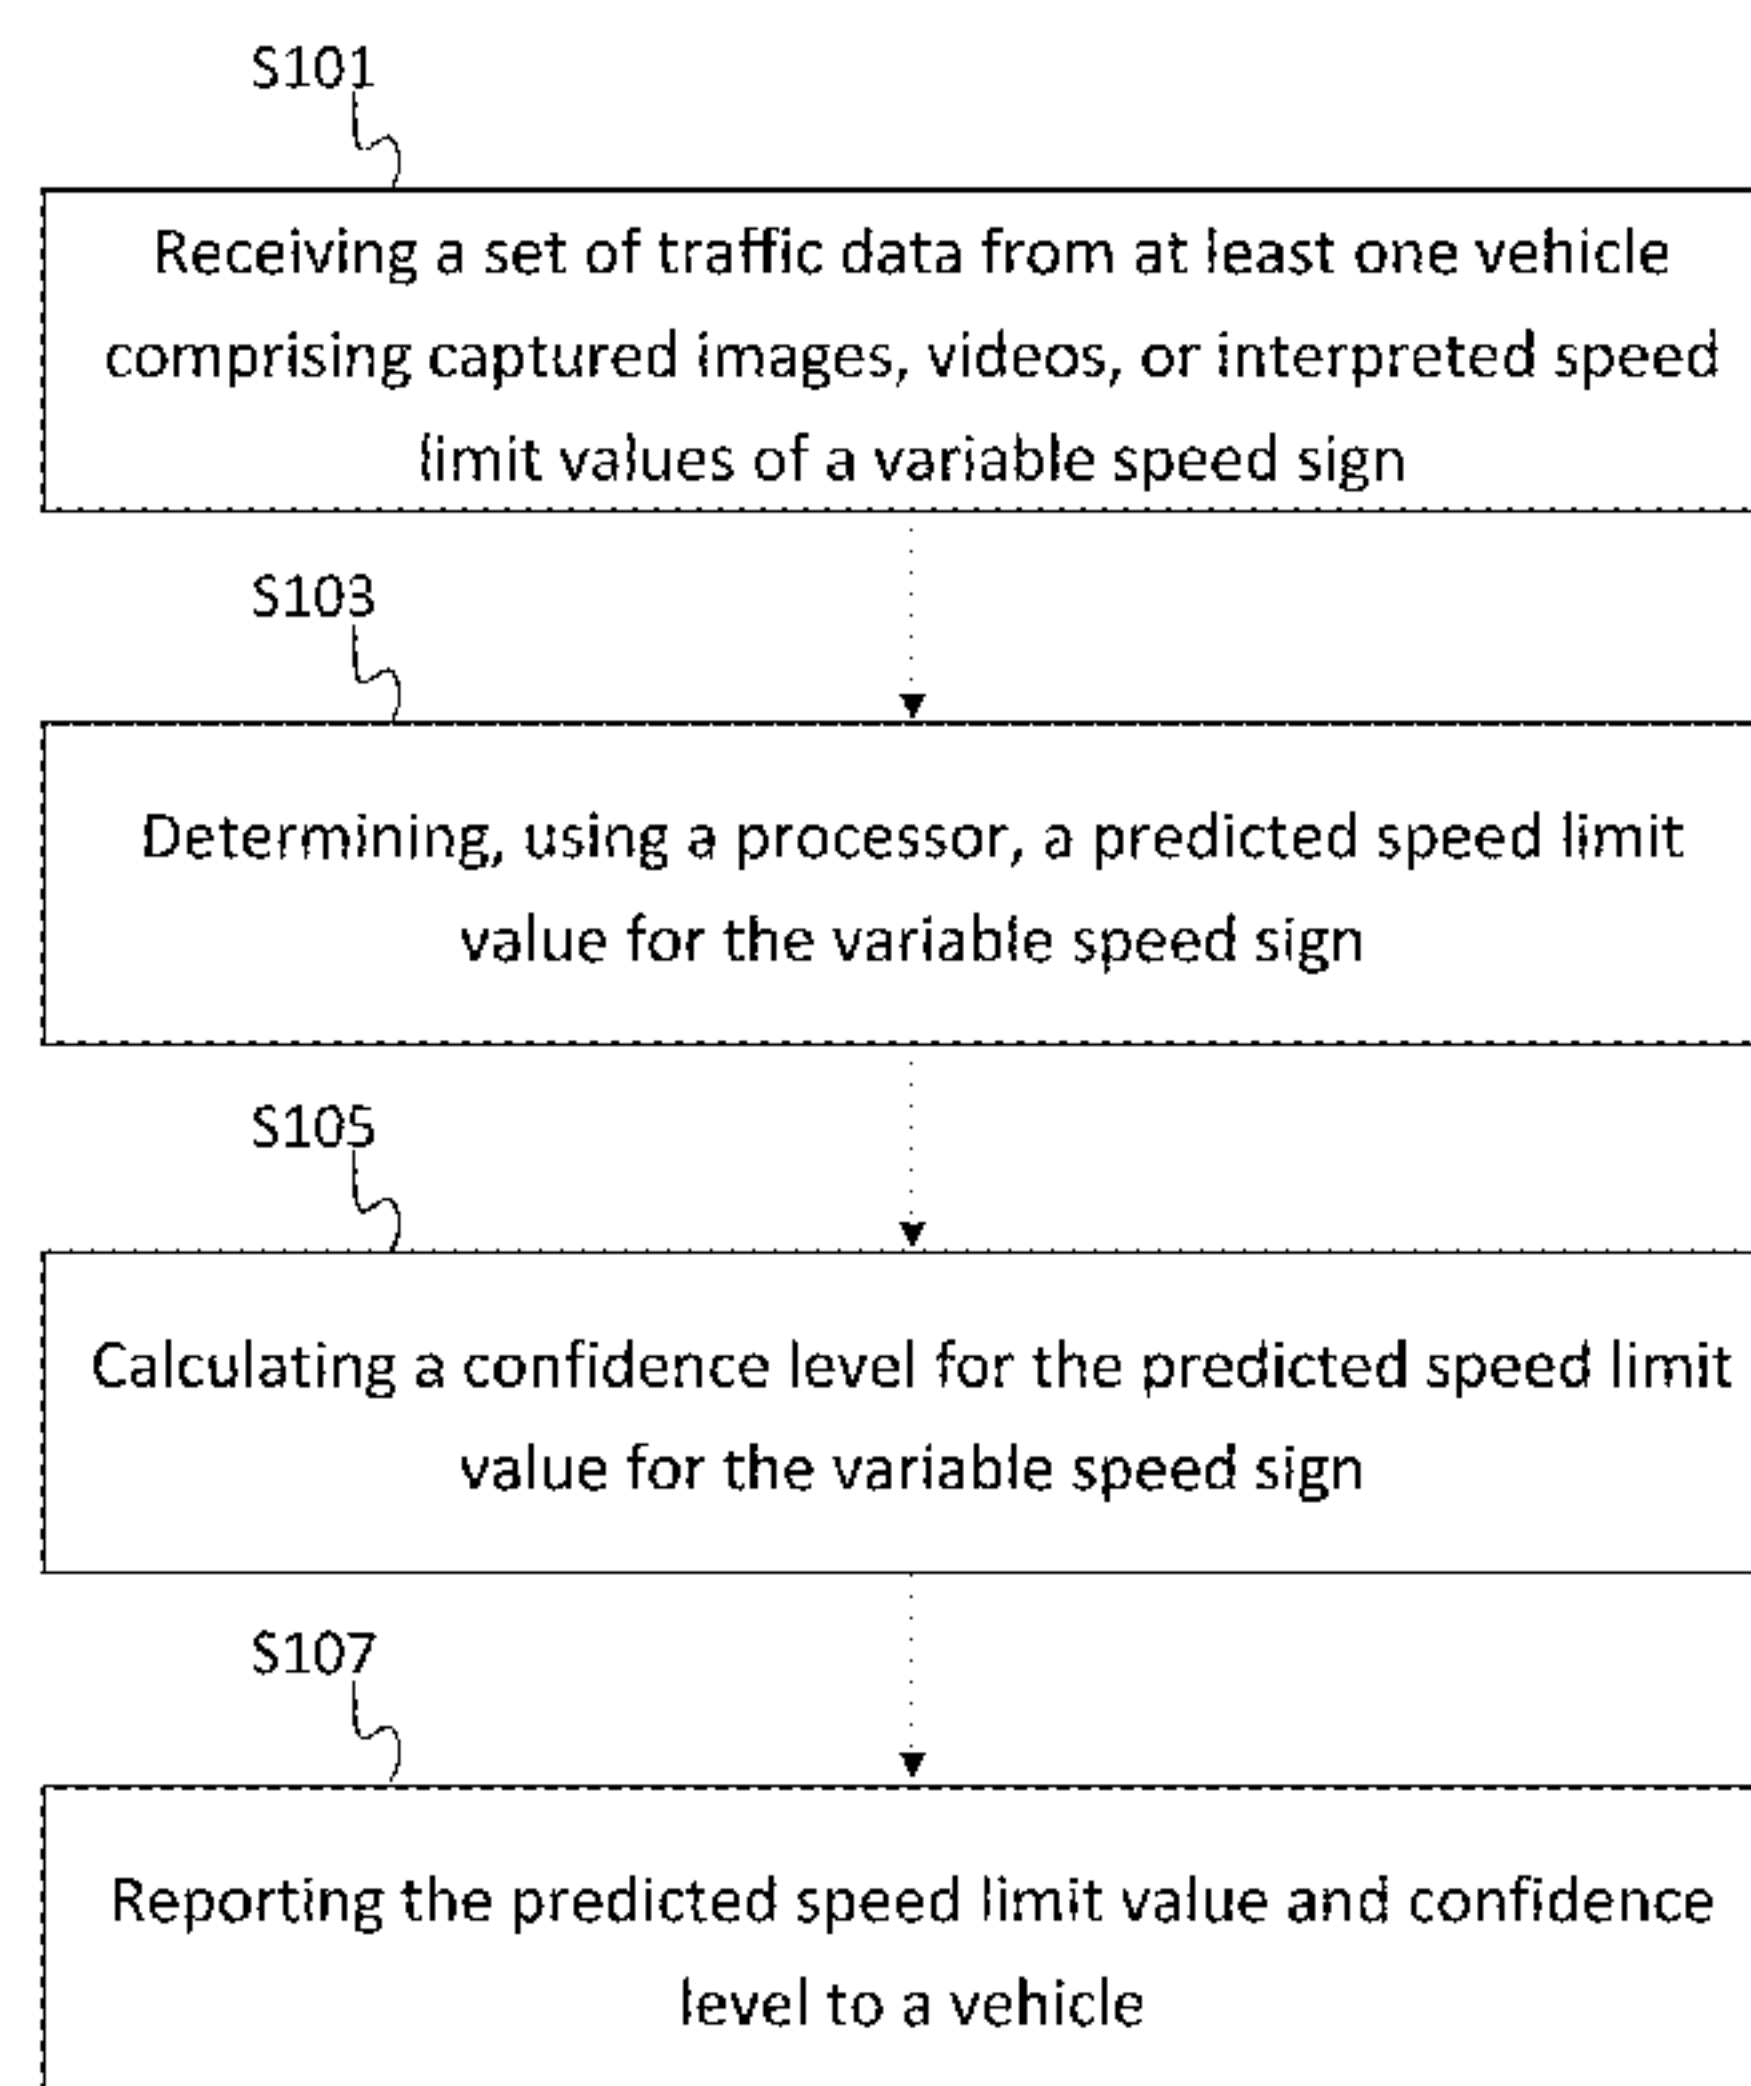 S101
Receiving a set of traffic data from at least one vehicle
comprising captured images, videos, or interpreted speed
limit values of a variable speed sign
S103
Determining, using a processor, a predicted speed limit
value for the variable speed sign
S105
Calculating a confidence level for the predicted speed limit
value for the variable speed sign
S107
Reporting the predicted speed limit value and confidence
level to a vehicle